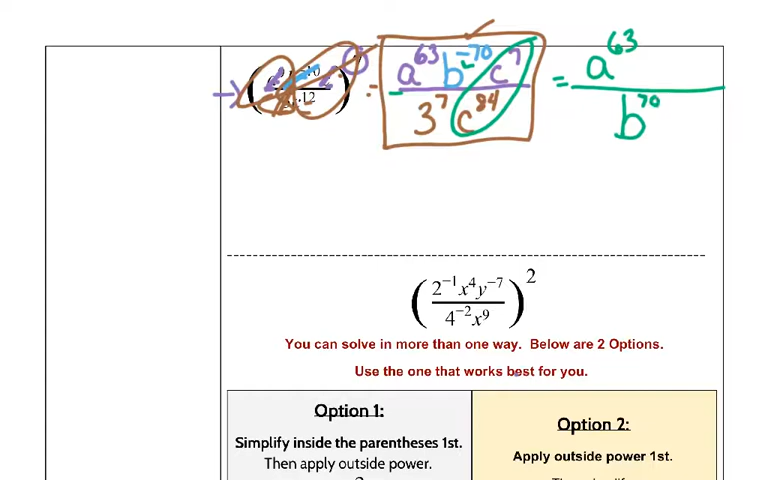 = a^63 b^-70 c^7 / 3^7 c^84 = a^63 / b^70
(2^-1 x^4 y^-7 / 4^-2 x^9)^2
You can solve in more than one way. Below are 2 Options.
Use the one that works best for you.
Option 1:
Simplify inside the parentheses 1st.
Then apply outside power.
Option 2:
Apply outside power 1st.